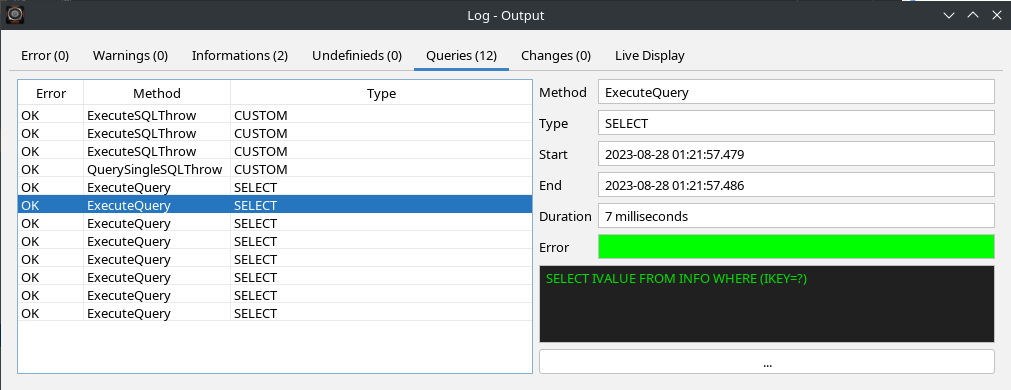 Log - Output
Error (0) Warnings (0) Informations (2) Undefinieds (0) Queries (12) Changes (0) Live Display
Error Method Type
OK ExecuteSQLThrow CUSTOM
OK ExecuteSQLThrow CUSTOM
OK ExecuteSQLThrow CUSTOM
OK QuerySingleSQLThrow CUSTOM
OK ExecuteQuery SELECT
OK ExecuteQuery SELECT
OK ExecuteQuery SELECT
OK ExecuteQuery SELECT
OK ExecuteQuery SELECT
OK ExecuteQuery SELECT
OK ExecuteQuery SELECT
OK ExecuteQuery SELECT
Method ExecuteQuery
Type SELECT
Start 2023-08-28 01:21:57.479
End 2023-08-28 01:21:57.486
Duration 7 milliseconds
Error
SELECT IVALUE FROM INFO WHERE (IKEY=?)
...